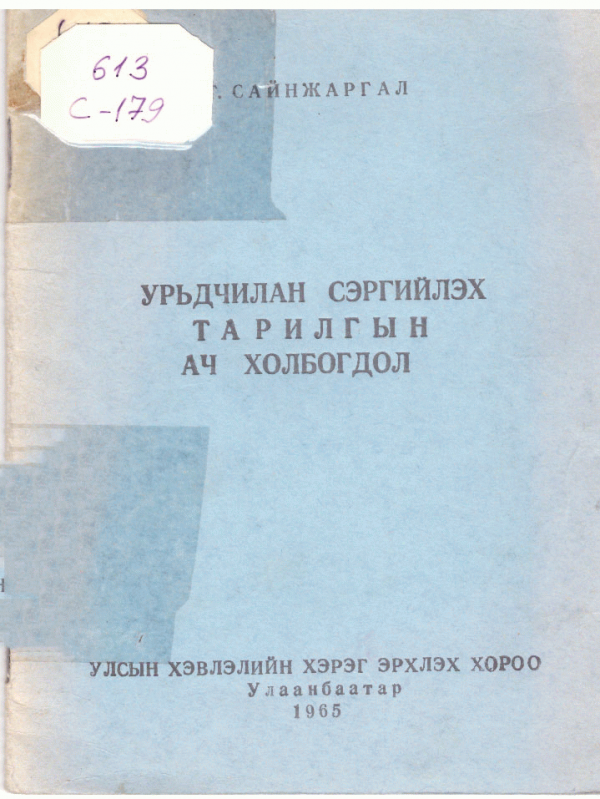 613
С-179
Г. САЙНЖАРГАЛ
УРЬДЧИЛАН СЭРГИЙЛЭХ
ТАРИЛГЫН
АЧ ХОЛБОГДОЛ
УЛСЫН ХЭВЛЭЛИЙН ХЭРЭГ ЭРХЛЭХ ХОРОО
Улаанбаатар
1965